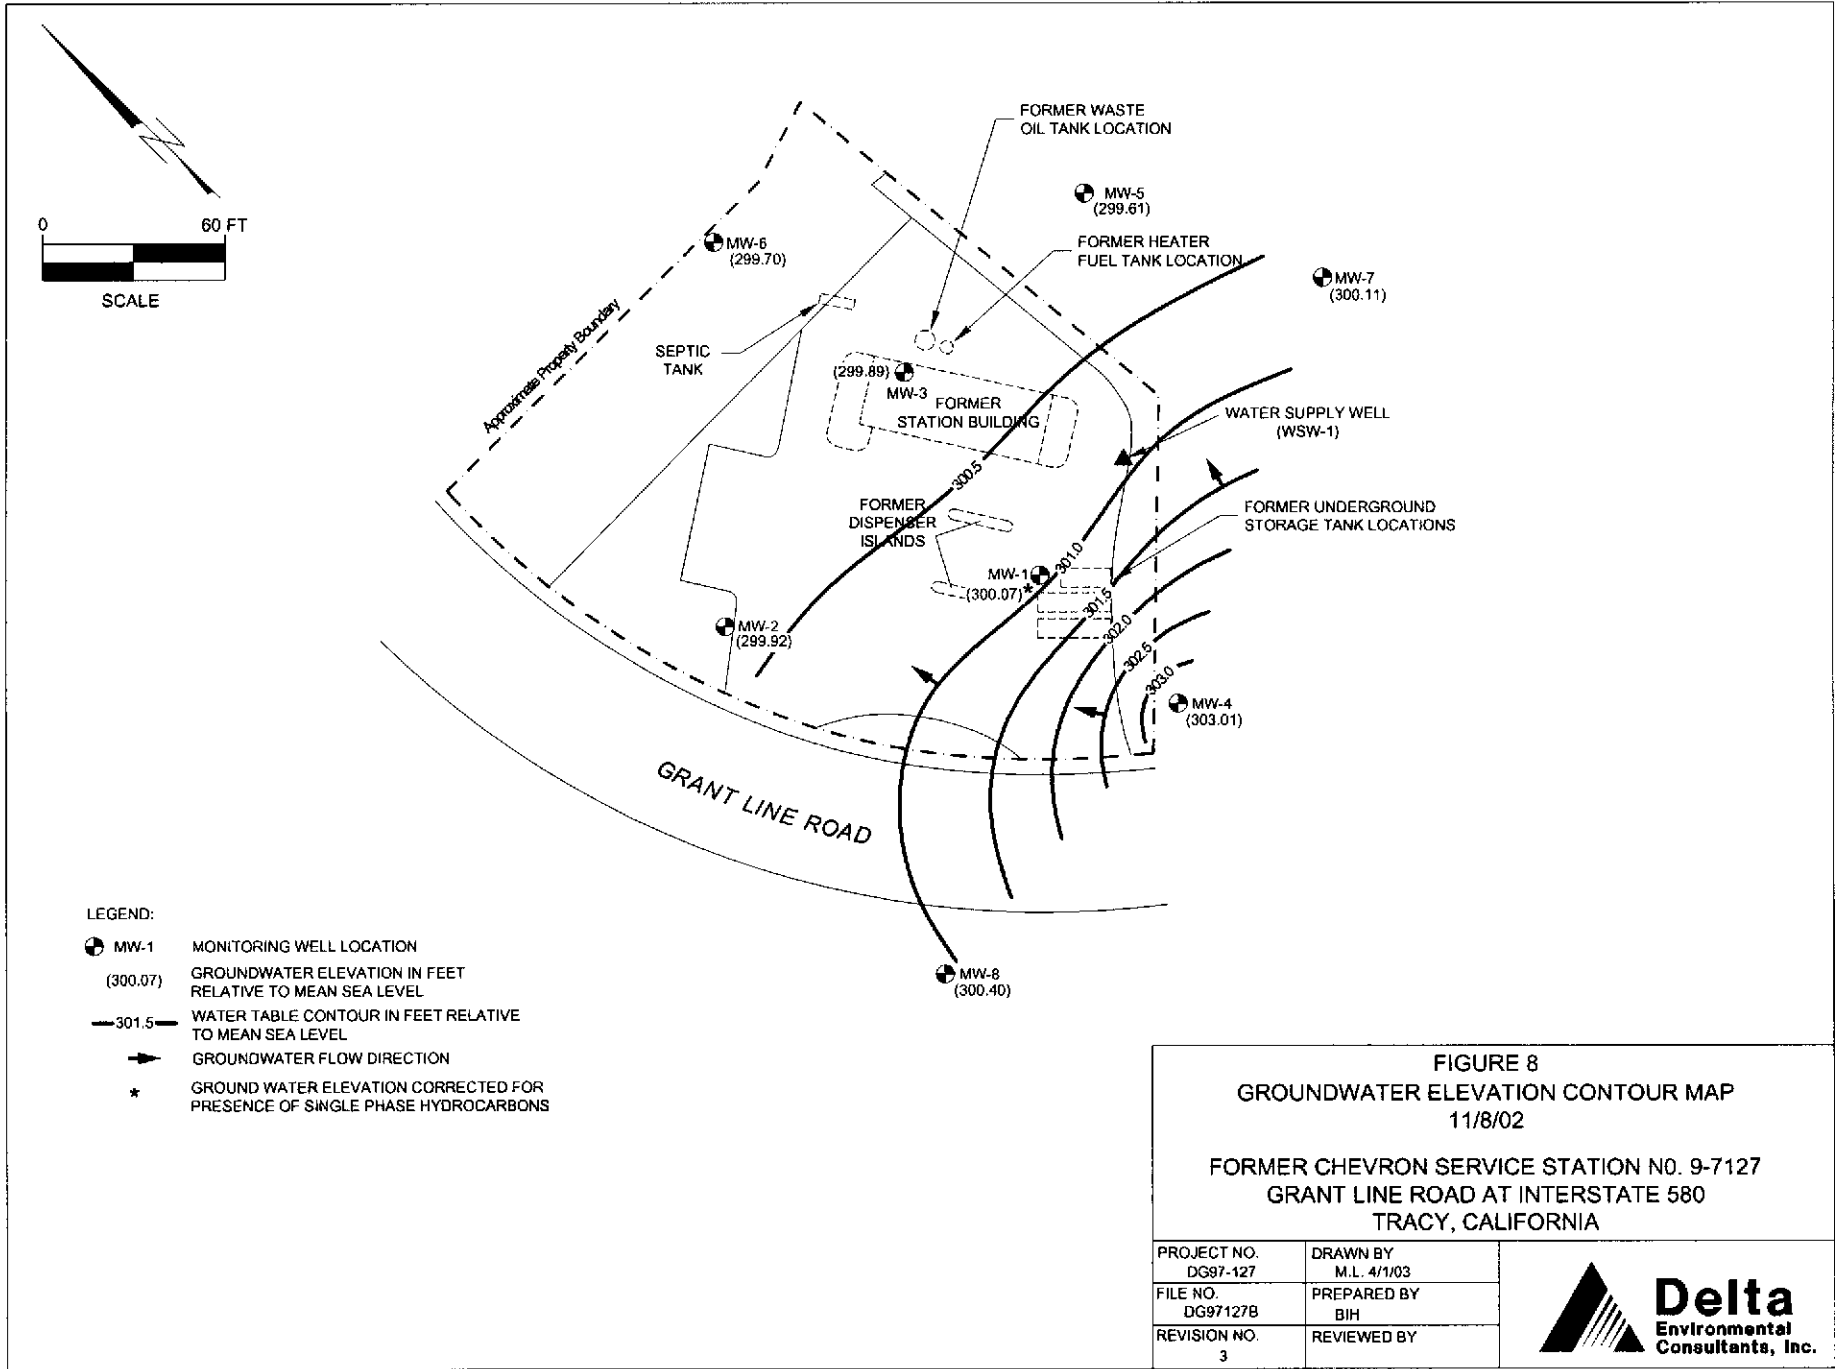 N
0 60 FT
SCALE
FORMER WASTE
OIL TANK LOCATION
MW-5
(299.61)
MW-6
(299.70)
FORMER HEATER
FUEL TANK LOCATION
MW-7
(300.11)
Approximate Property Boundary
SEPTIC
TANK
(299.89)
MW-3
FORMER
STATION BUILDING
WATER SUPPLY WELL
(WSW-1)
300.5
FORMER
DISPENSER
ISLANDS
FORMER UNDERGROUND
STORAGE TANK LOCATIONS
301.0
MW-1
(300.07)*
301.5
302.0
MW-2
(299.92)
302.5
303.0
MW-4
(303.01)
GRANT LINE ROAD
MW-8
(300.40)
LEGEND:
MW-1 MONITORING WELL LOCATION
(300.07) GROUNDWATER ELEVATION IN FEET
RELATIVE TO MEAN SEA LEVEL
301.5 WATER TABLE CONTOUR IN FEET RELATIVE
TO MEAN SEA LEVEL
GROUNDWATER FLOW DIRECTION
* GROUND WATER ELEVATION CORRECTED FOR
PRESENCE OF SINGLE PHASE HYDROCARBONS
FIGURE 8
GROUNDWATER ELEVATION CONTOUR MAP
11/8/02
FORMER CHEVRON SERVICE STATION N0. 9-7127
GRANT LINE ROAD AT INTERSTATE 580
TRACY, CALIFORNIA
PROJECT NO.
DG97-127
DRAWN BY
M.L. 4/1/03
FILE NO.
DG97127B
PREPARED BY
BIH
REVISION NO.
3
REVIEWED BY
Delta
Environmental
Consultants, Inc.